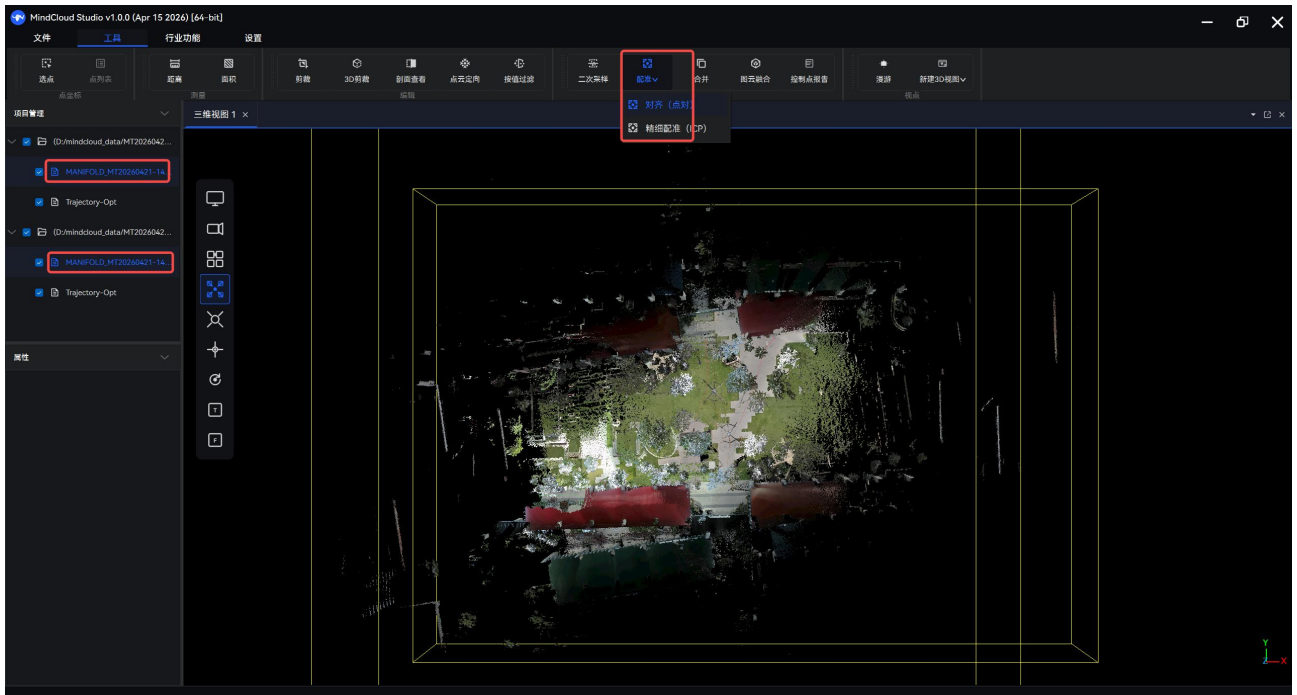 MindCloud Studio v1.0.0 (Apr 15 2026) [64-bit]
文件 工具 行业功能 设置
选点 点列表 距离 面积 剪裁 3D剪裁 剖面查看 点云定向 按值过滤 二次采样 配准 合并 图云融合 控制点报告 漫游 新建3D视图
点坐标 测量 编辑 视点
对齐（点对）
精细配准（ICP）
项目管理
三维视图 1 ×
(D:/mindcloud_data/MT2026042...
MANIFOLD_MT20260421-14...
Trajectory-Opt
(D:/mindcloud_data/MT2026042...
MANIFOLD_MT20260421-14...
Trajectory-Opt
属性
T
F
Y
Z X